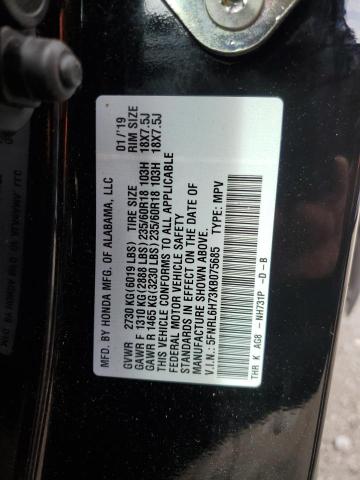 MFD. BY HONDA MFG. OF ALABAMA, LLC 01/'19
GVWR 2730 KG(6019 LBS) TIRE SIZE RIM SIZE
GAWR F 1310 KG(2888 LBS) 235/60R18 103H 18X7.5J
GAWR R 1465 KG(3230 LBS) 235/60R18 103H 18X7.5J
THIS VEHICLE CONFORMS TO ALL APPLICABLE
FEDERAL MOTOR VEHICLE SAFETY
STANDARDS IN EFFECT ON THE DATE OF
MANUFACTURE SHOWN ABOVE.
V.I.N.: 5FNRL6H73KB075685 TYPE: MPV
THR K AG8 -NH731P -D-B